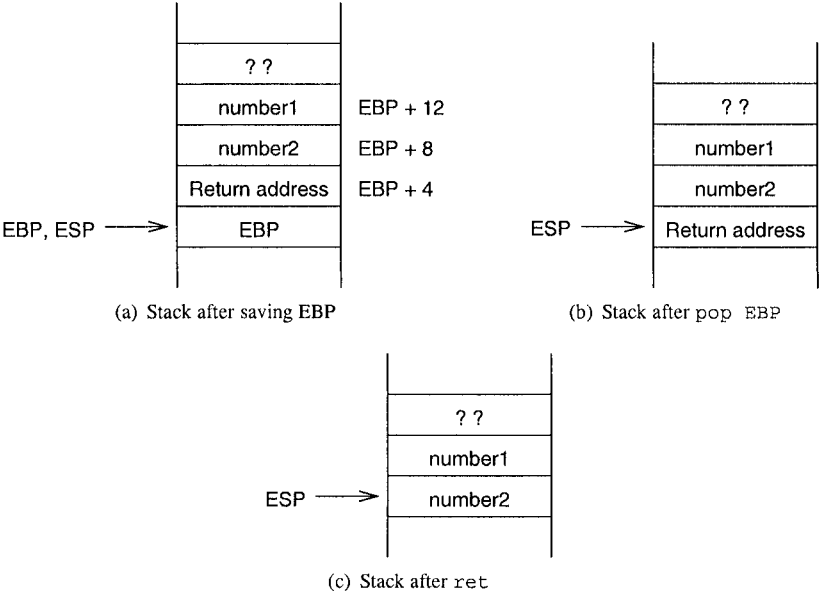 ? ?
number1 EBP + 12
number2 EBP + 8
Return address EBP + 4
EBP, ESP EBP
(a) Stack after saving EBP
? ?
number1
number2
ESP Return address
(b) Stack after pop EBP
? ?
number1
ESP number2
(c) Stack after ret